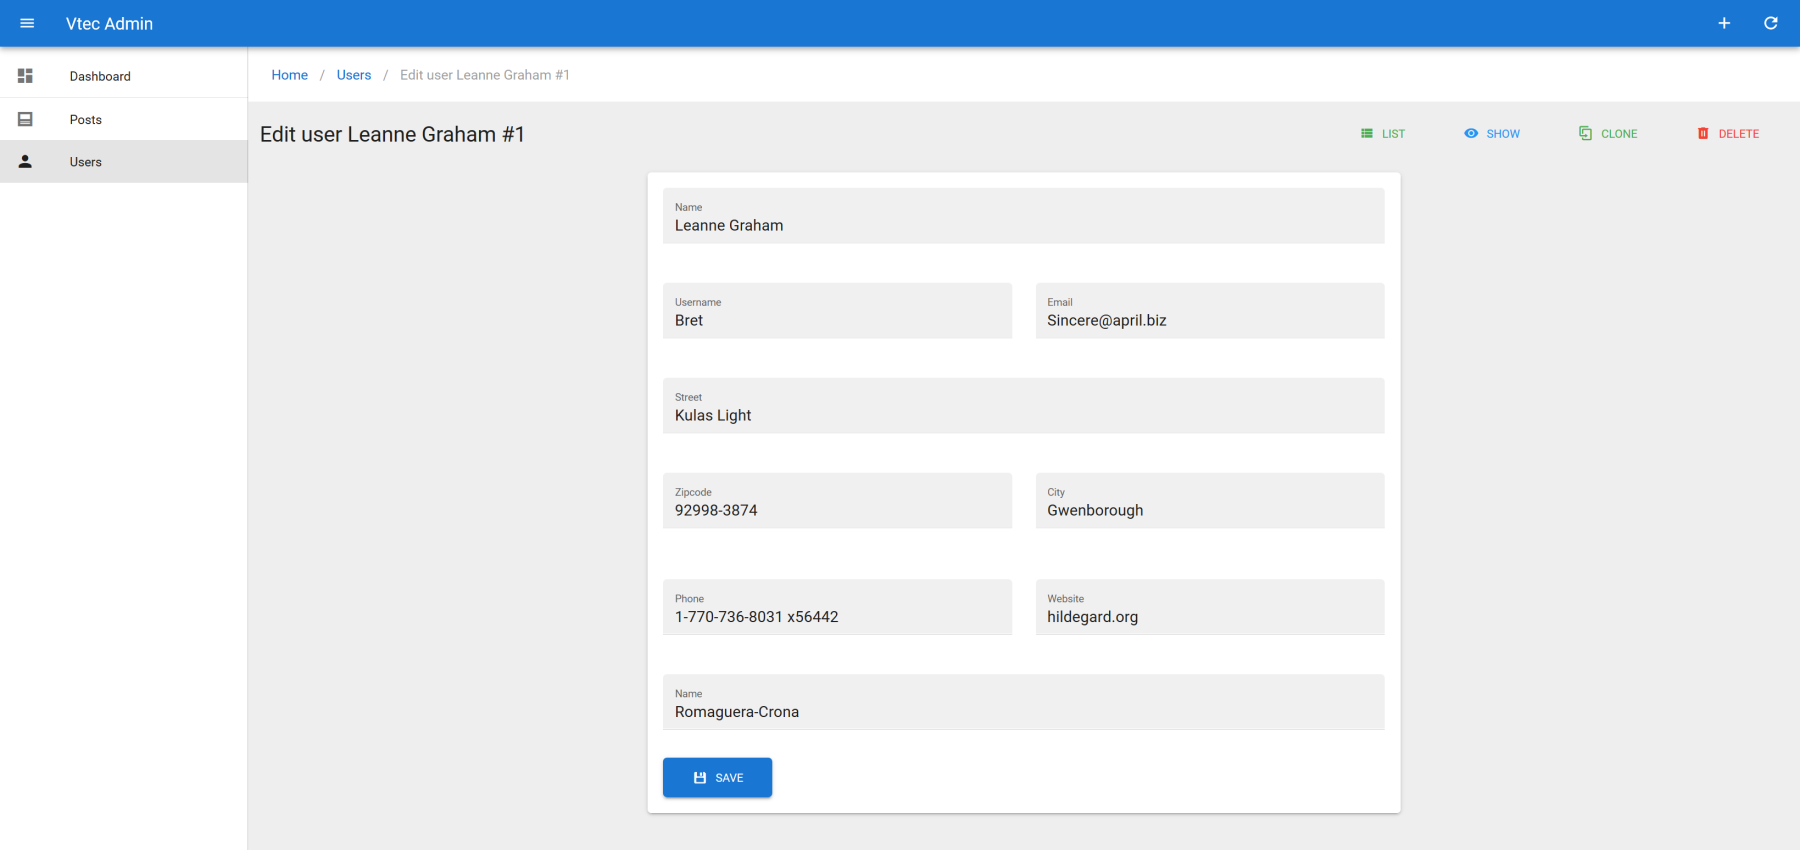 Vtec Admin
Dashboard
Posts
Users
Home / Users / Edit user Leanne Graham #1
Edit user Leanne Graham #1
LIST
SHOW
CLONE
DELETE
Name
Leanne Graham
Username
Bret
Email
Sincere@april.biz
Street
Kulas Light
Zipcode
92998-3874
City
Gwenborough
Phone
1-770-736-8031 x56442
Website
hildegard.org
Name
Romaguera-Crona
SAVE